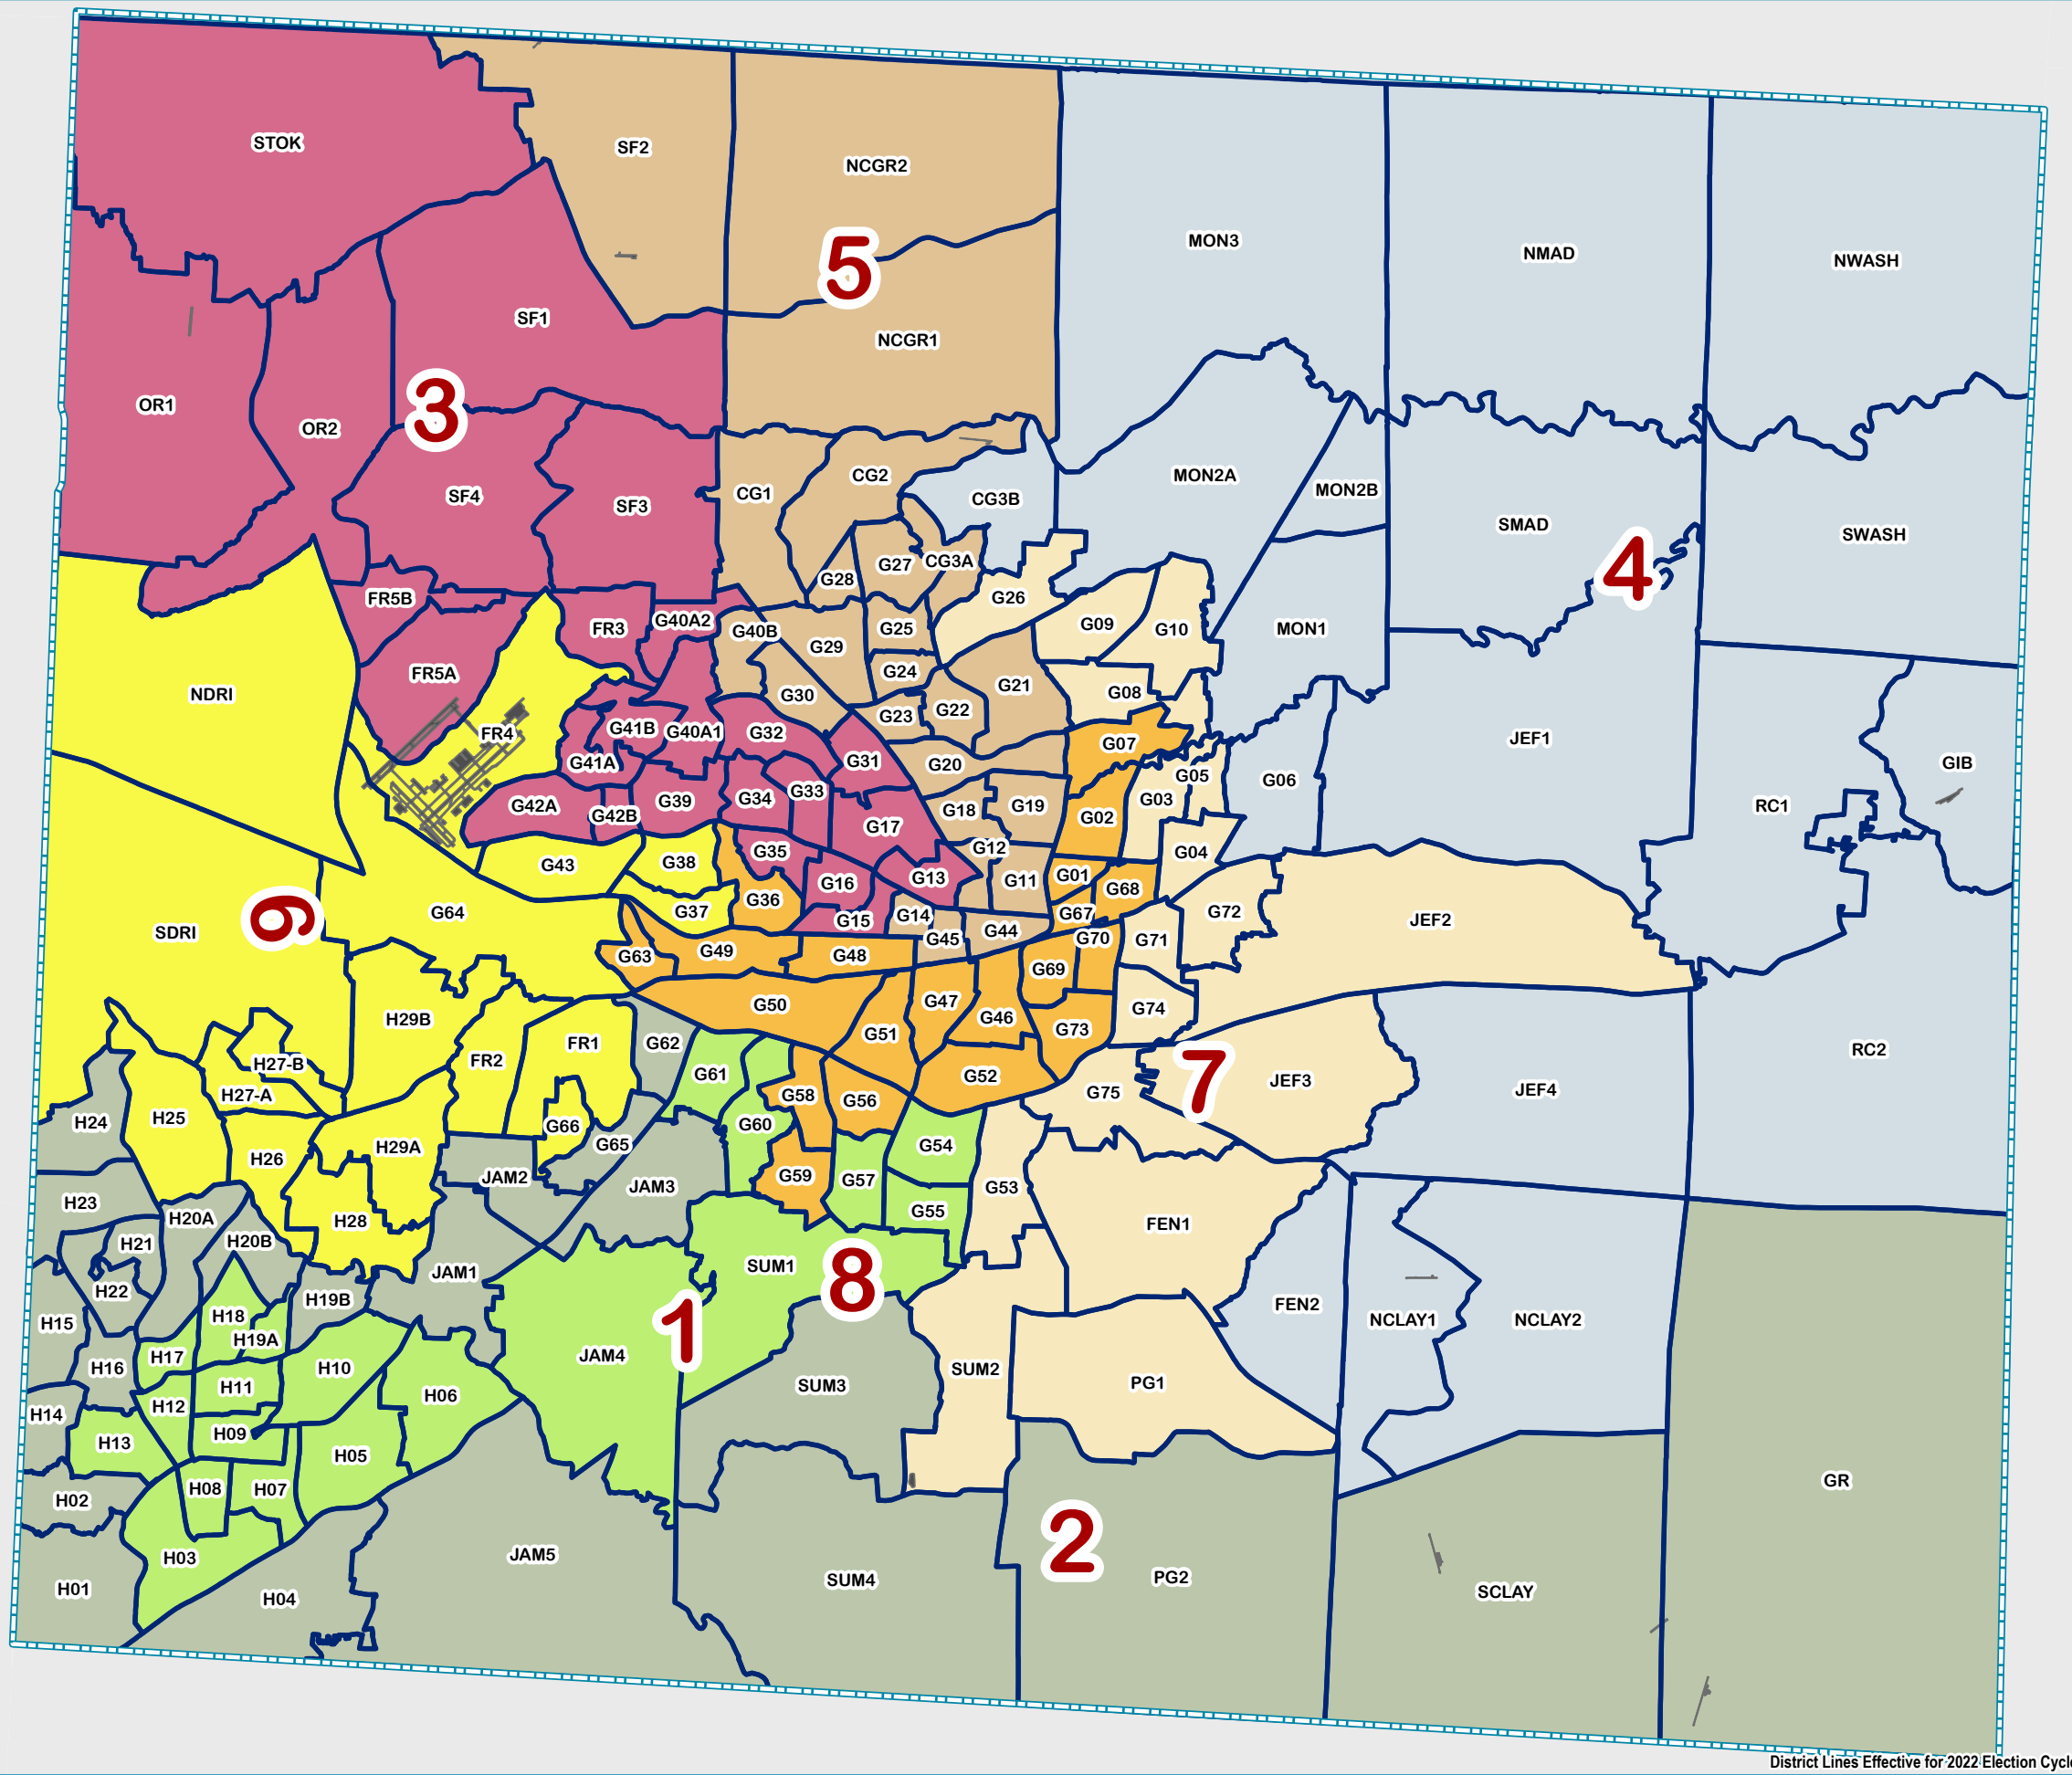 STOK
SF2
NCGR2
MON3
NMAD
NWASH
5
SF1
NCGR1
OR1
3
OR2
CG2
MON2A
CG1
MON2B
CG3B
SF4
SF3
SMAD
SWASH
4
CG3A
G27
G28
G26
FR5B
FR3
G40A2
G40B
G25
G09
G10
MON1
G29
G24
FR5A
G21
NDRI
G30
G08
G22
G23
FR4
G41B
G40A1
G32
G07
JEF1
G31
G41A
G20
G05
G06
GIB
G33
G42A
G39
G34
G03
G18
G19
RC1
G42B
G02
G17
G12
G35
G04
G43
G38
G13
G11
G01
G68
G16
G36
G37
G64
G14
G67
G72
JEF2
6
SDRI
G15
G44
G45
G70
G71
G49
G63
G48
G69
G50
G47
G74
H29B
G46
G51
G73
FR1
G62
RC2
FR2
H27-B
G61
G52
7
JEF3
JEF4
H27-A
G58
G56
G75
H24
H25
G60
G66
G65
H29A
G54
H26
JAM2
G59
G57
JAM3
G53
H23
H20A
G55
H28
FEN1
H21
H20B
JAM1
SUM1
8
H22
H19B
FEN2
H15
H18
H19A
1
NCLAY1
NCLAY2
H17
JAM4
H16
H10
SUM2
H11
SUM3
PG1
H06
H12
H14
H09
H13
H05
H08
H07
GR
H02
2
H03
JAM5
PG2
SUM4
H01
H04
SCLAY
District Lines Effective for 2022 Election Cycle